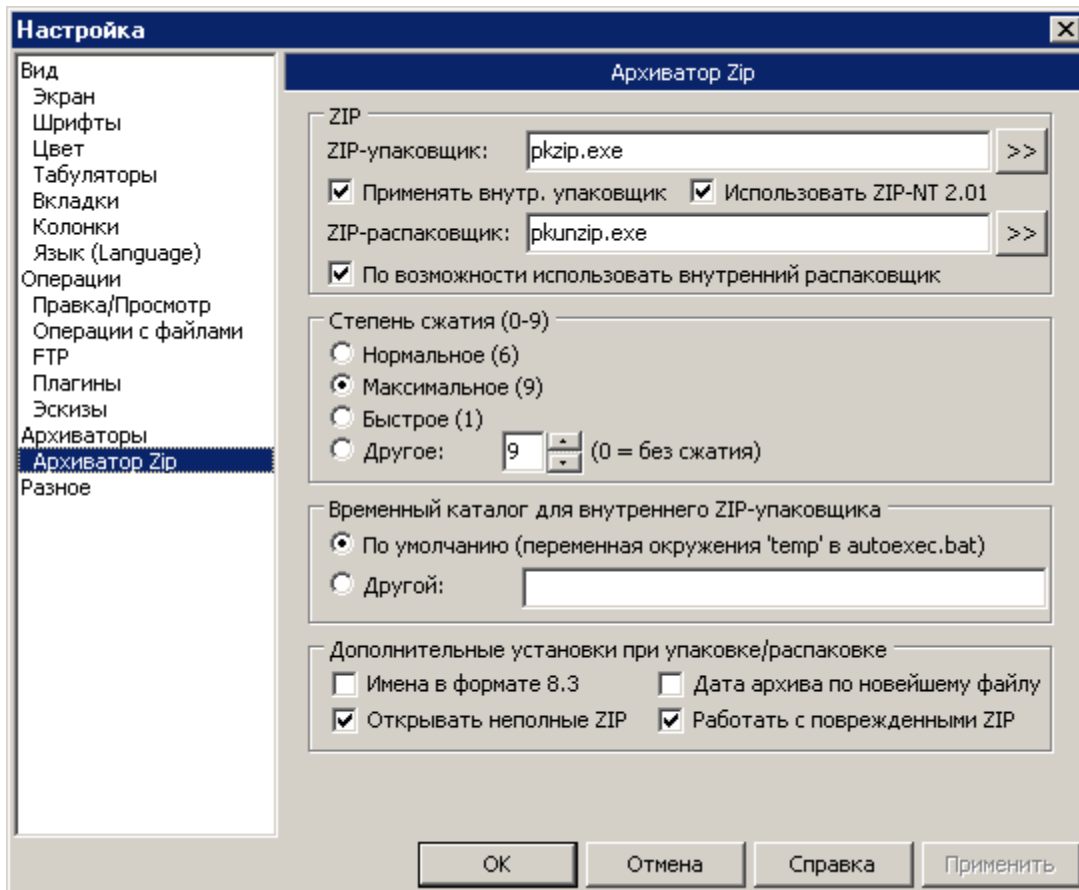 Настройка
Вид
Экран
Шрифты
Цвет
Табуляторы
Вкладки
Колонки
Язык (Language)
Операции
Правка/Просмотр
Операции с файлами
FTP
Плагины
Эскизы
Архиваторы
Архиватор Zip
Разное
Архиватор Zip
ZIP
ZIP-упаковщик: pkzip.exe >>
Применять внутр. упаковщик Использовать ZIP-NT 2.01
ZIP-распаковщик: pkunzip.exe >>
По возможности использовать внутренний распаковщик
Степень сжатия (0-9)
Нормальное (6)
Максимальное (9)
Быстрое (1)
Другое: 9 (0 = без сжатия)
Временный каталог для внутреннего ZIP-упаковщика
По умолчанию (переменная окружения 'temp' в autoexec.bat)
Другой:
Дополнительные установки при упаковке/распаковке
Имена в формате 8.3 Дата архива по новейшему файлу
Открывать неполные ZIP Работать с поврежденными ZIP
OK Отмена Справка Применить